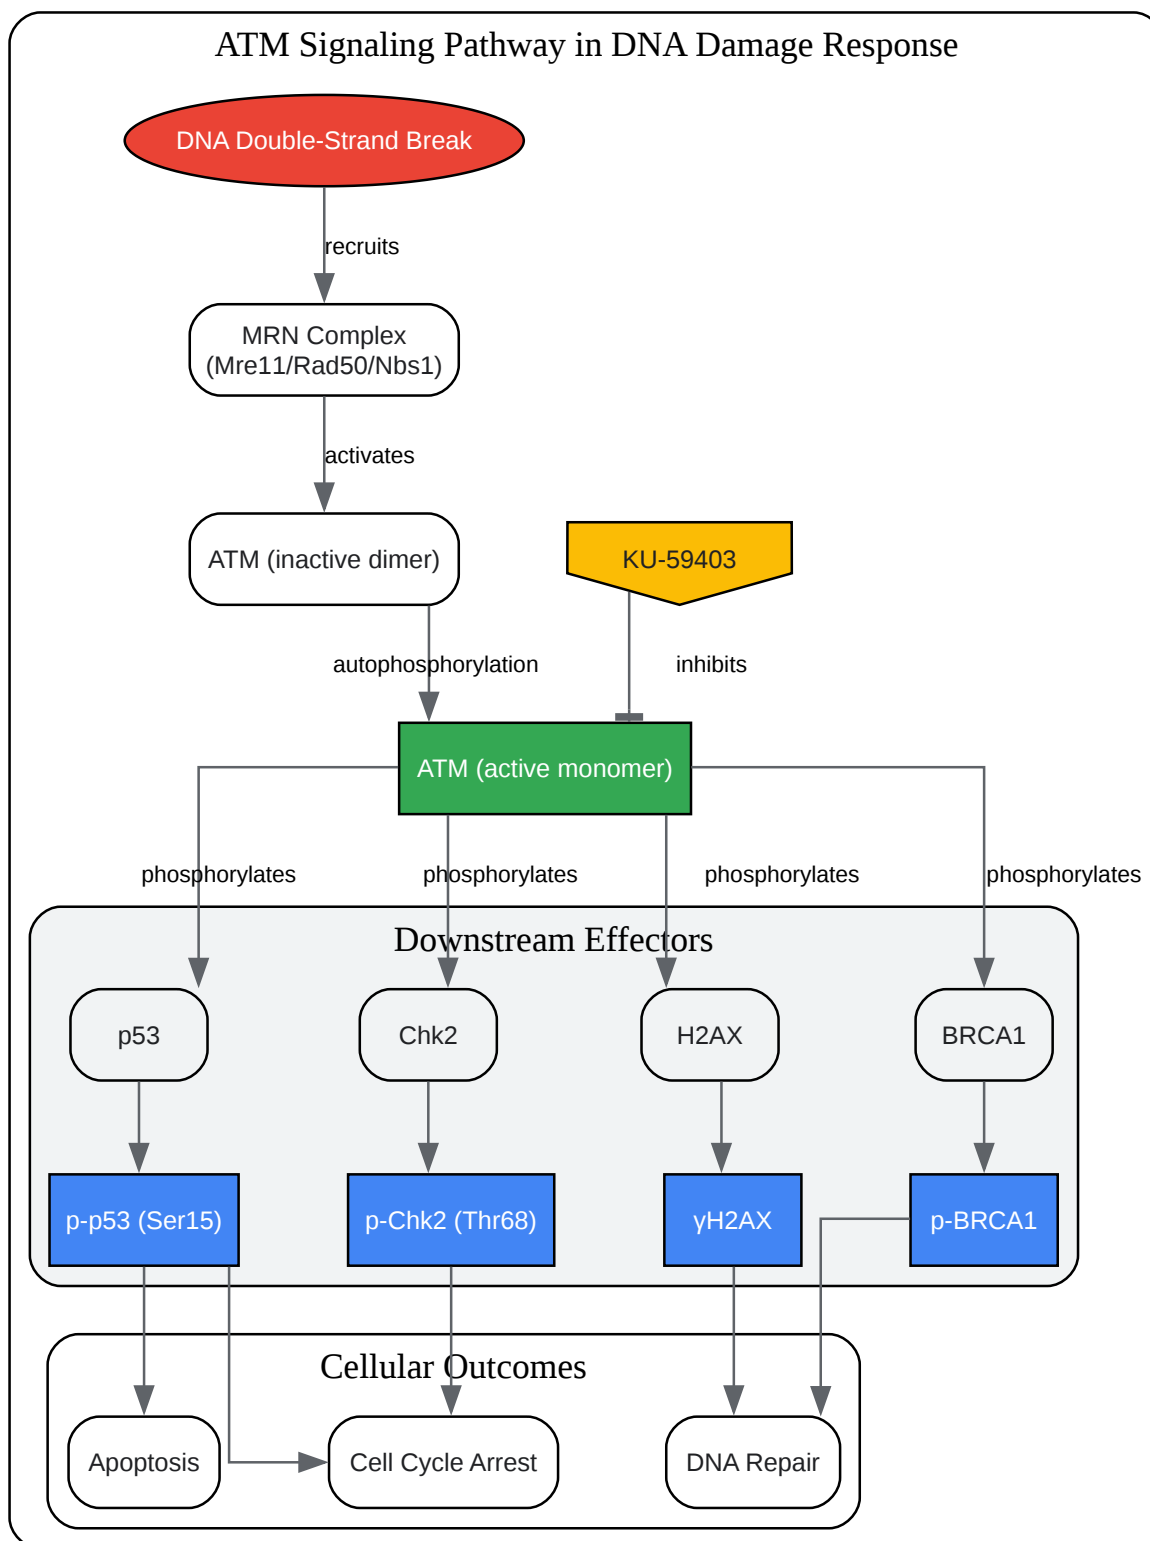 ATM Signaling Pathway in DNA Damage Response
DNA Double-Strand Break
recruits
MRN Complex
(Mre11/Rad50/Nbs1)
activates
ATM (inactive dimer)
KU-59403
autophosphorylation
inhibits
ATM (active monomer)
phosphorylates
phosphorylates
phosphorylates
phosphorylates
Downstream Effectors
p53
Chk2
H2AX
BRCA1
p-p53 (Ser15)
p-Chk2 (Thr68)
γH2AX
p-BRCA1
Cellular Outcomes
Apoptosis
Cell Cycle Arrest
DNA Repair